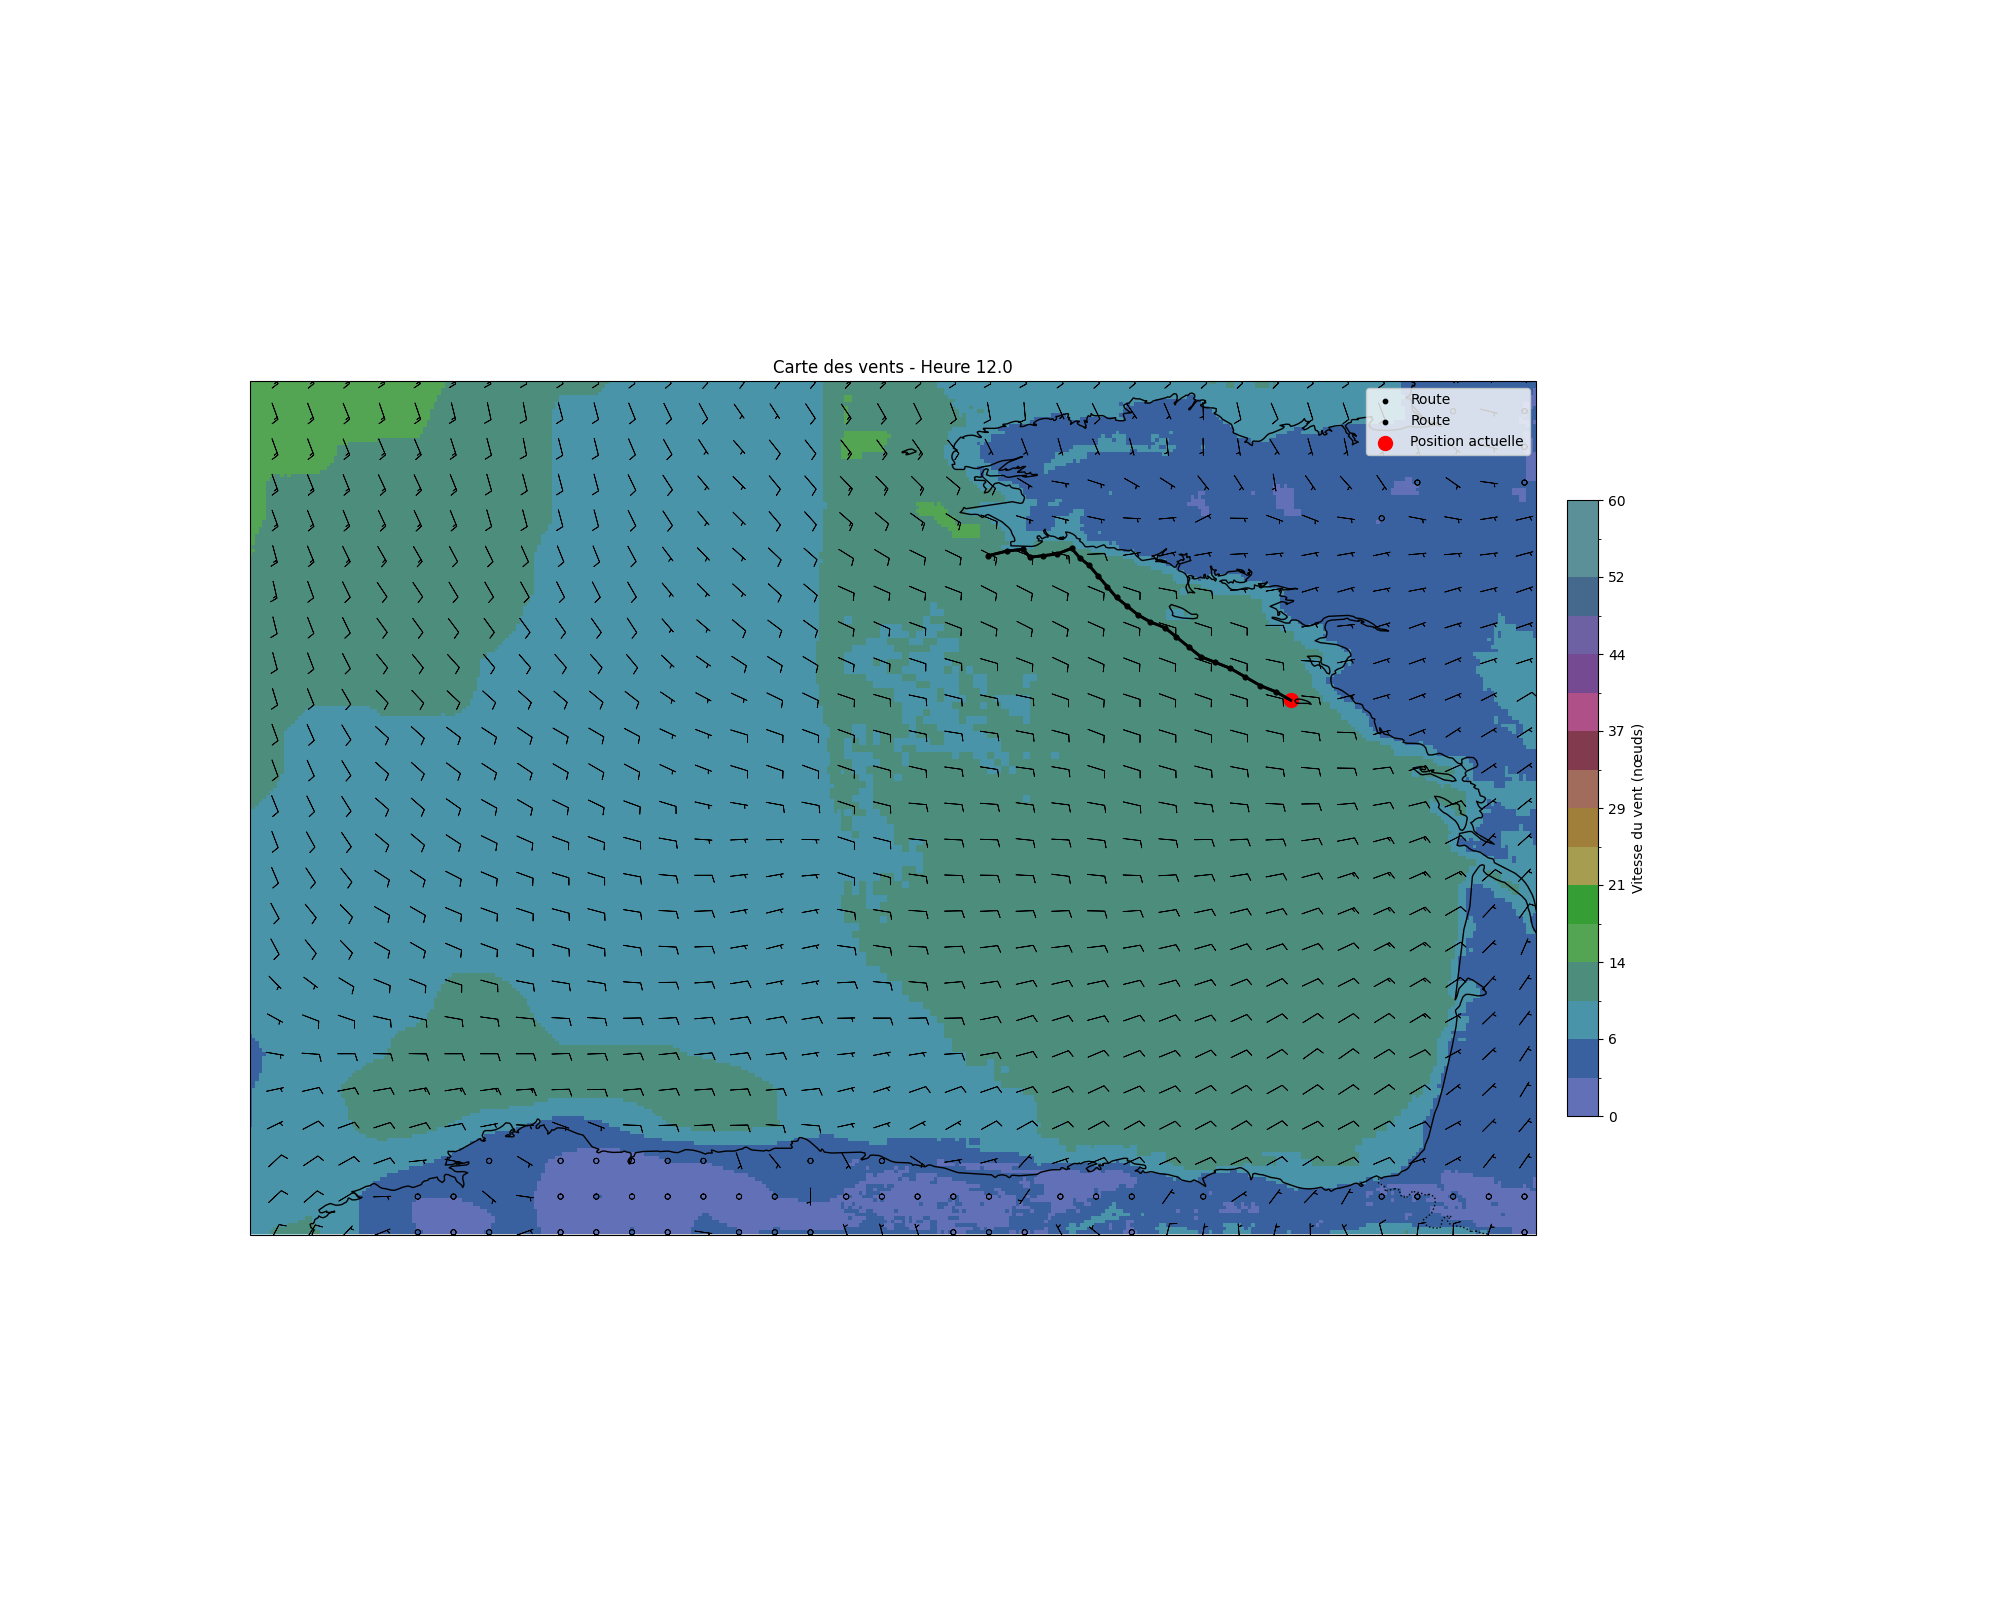 Carte des vents - Heure 12.0
Route
Route
Position actuelle
60
52
44
37
29
21
14
6
0
Vitesse du vent (nœuds)